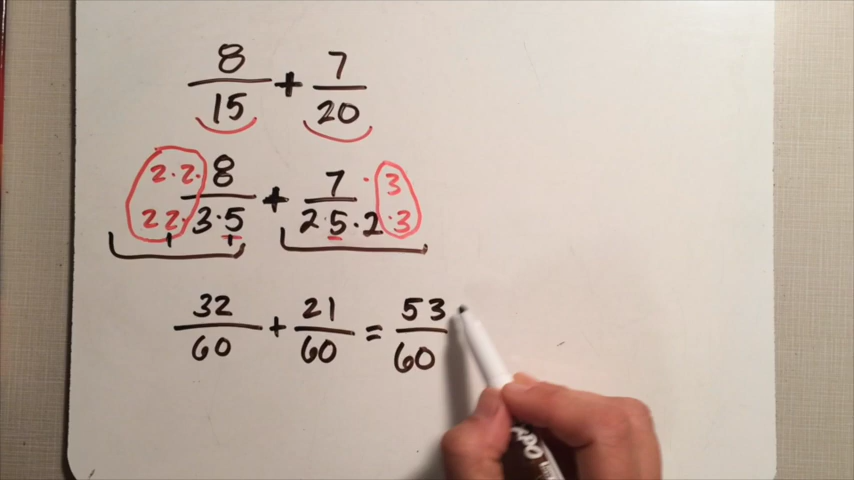 8/15 + 7/20
2·2·8/2·2·3·5 + 7·3/2·5·2·3
32/60 + 21/60 = 53/60